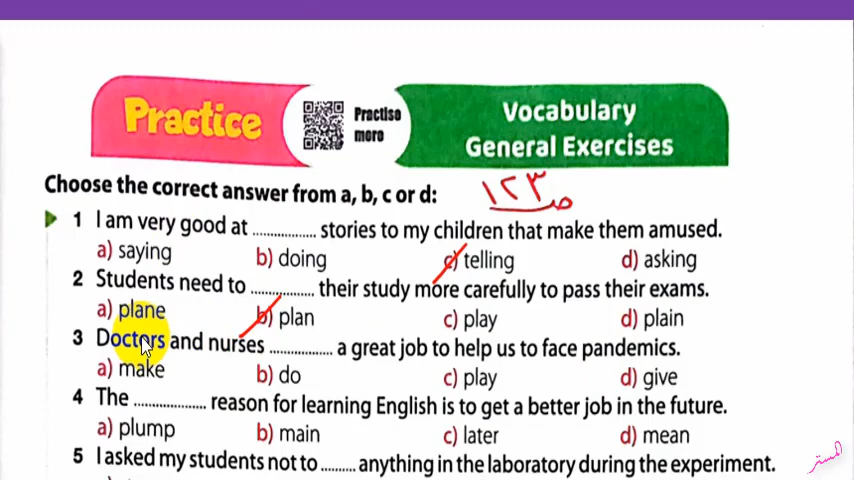 Practice
Practise more
Vocabulary
General Exercises
Choose the correct answer from a, b, c or d:
ص ١٢٣
1 I am very good at ................ stories to my children that make them amused.
a) saying b) doing c) telling d) asking
2 Students need to ................ their study more carefully to pass their exams.
a) plane b) plan c) play d) plain
3 Doctors and nurses ................ a great job to help us to face pandemics.
a) make b) do c) play d) give
4 The .................. reason for learning English is to get a better job in the future.
a) plump b) main c) later d) mean
5 I asked my students not to ......... anything in the laboratory during the experiment.
المستر